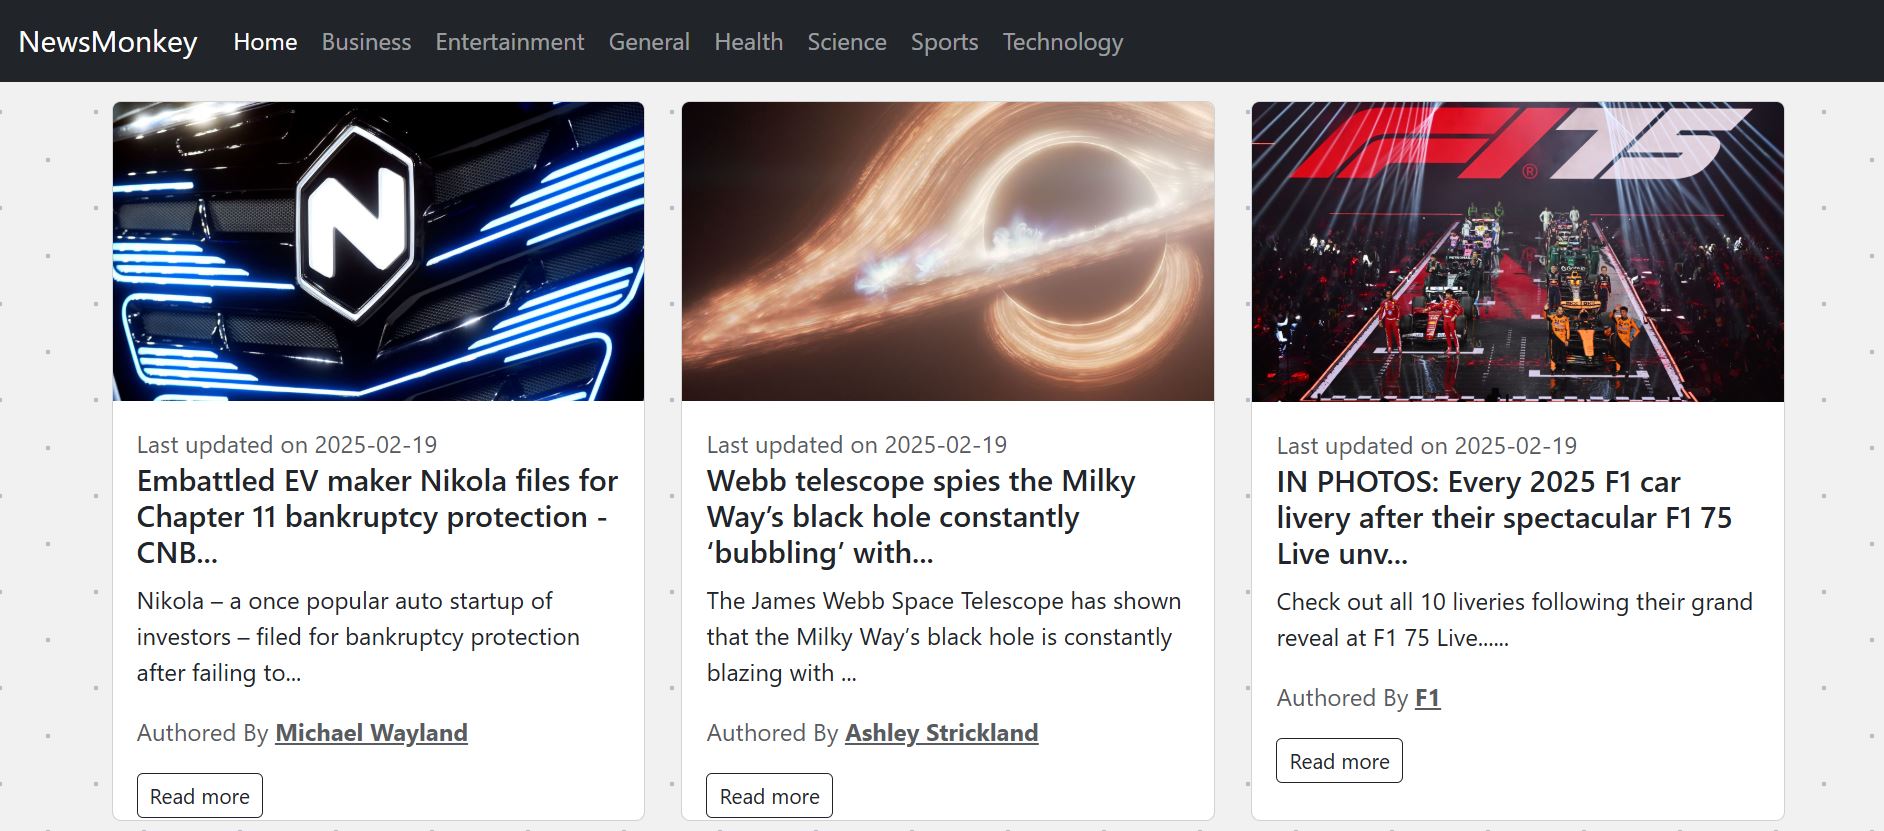 NewsMonkey Home Business Entertainment General Health Science Sports Technology
N
Last updated on 2025-02-19
Embattled EV maker Nikola files for
Chapter 11 bankruptcy protection -
CNB...
Nikola – a once popular auto startup of
investors – filed for bankruptcy protection
after failing to...
Authored By Michael Wayland
Read more
Last updated on 2025-02-19
Webb telescope spies the Milky
Way’s black hole constantly
‘bubbling’ with...
The James Webb Space Telescope has shown
that the Milky Way’s black hole is constantly
blazing with ...
Authored By Ashley Strickland
Read more
F1® 75
Last updated on 2025-02-19
IN PHOTOS: Every 2025 F1 car
livery after their spectacular F1 75
Live unv...
Check out all 10 liveries following their grand
reveal at F1 75 Live......
Authored By F1
Read more